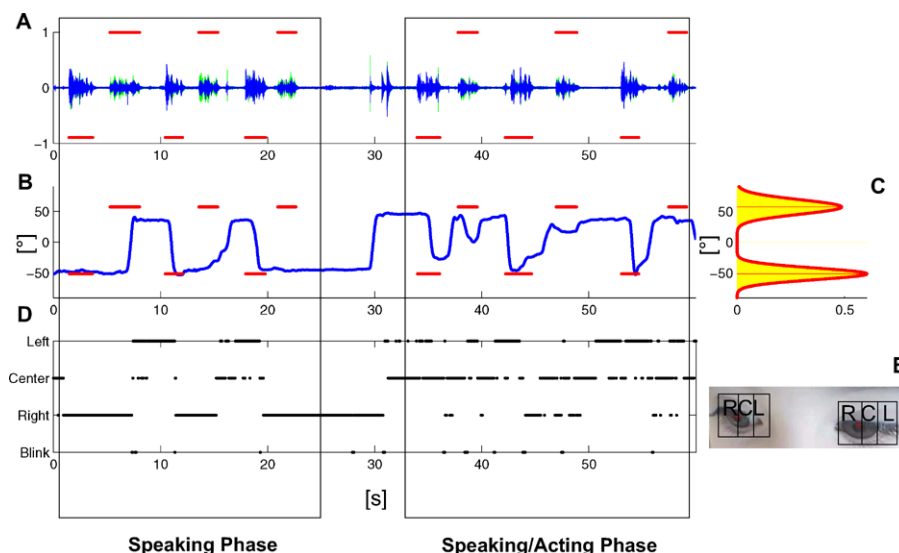 A
1
0
−1
0 10 20 30 40 50
B
50
0
−50
[°]
C
50
0
−50
[°]
0 0.5
D
Left
Center
Right
Blink
0 10 20 30 40 50
[s]
E
R C L R C L
Speaking Phase Speaking/Acting Phase